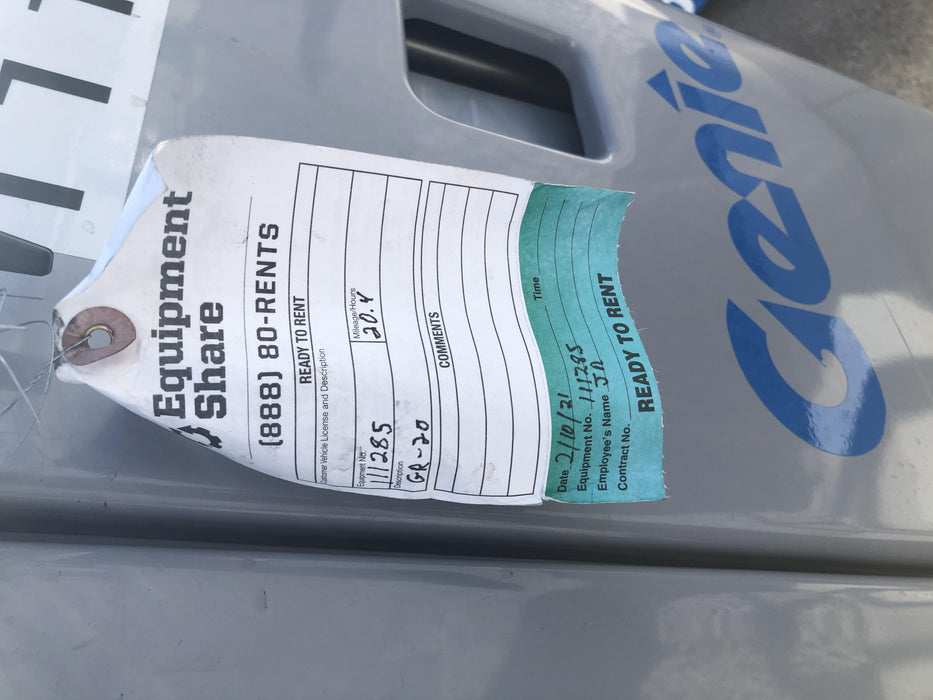 Equipment
Share
(888) 80-RENTS
READY TO RENT
Customer Vehicle License and Description
Equipment No. Mileage/Hours
111285 20.4
Description
GR-20
COMMENTS
Date 2/10/21 Time
Equipment No. 111285
Employee's Name JD
Contract No.
READY TO RENT
Genie